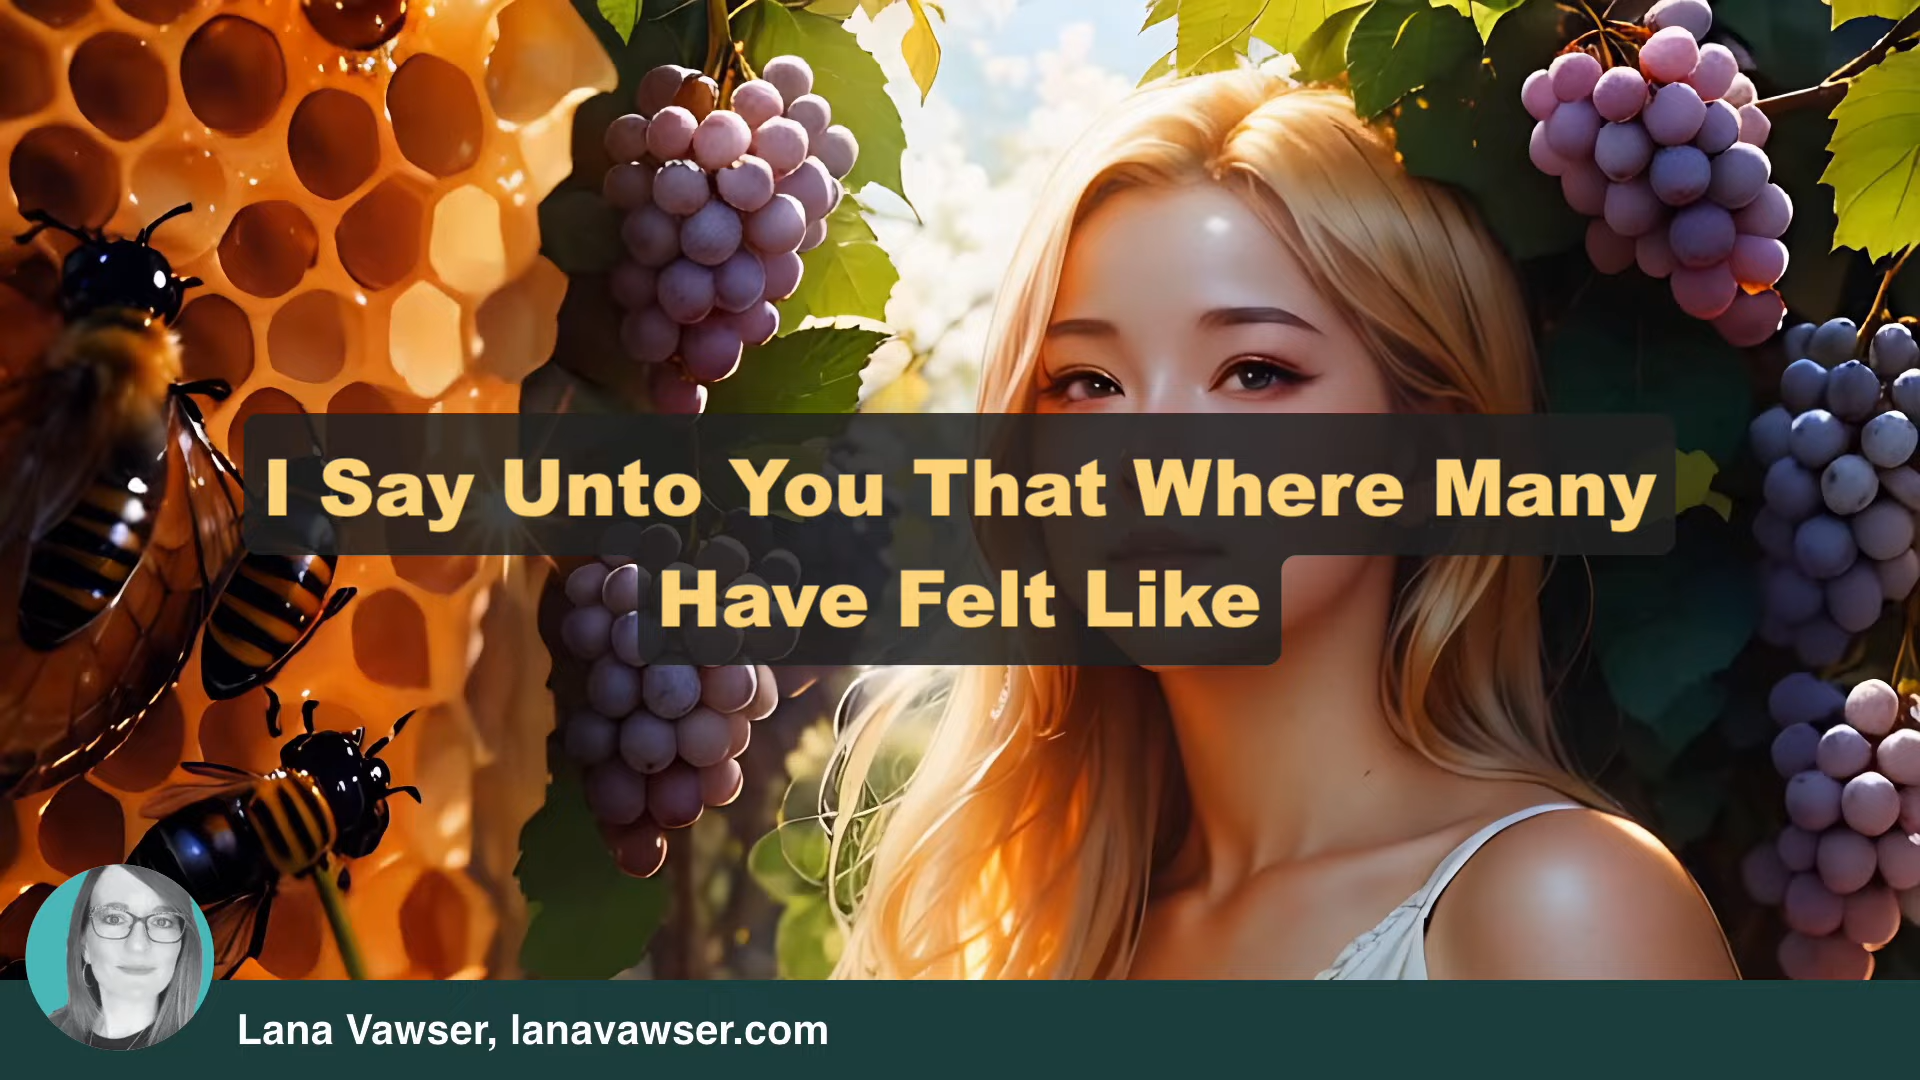 I Say Unto You That Where Many
Have Felt Like
Lana Vawser, lanavawser.com